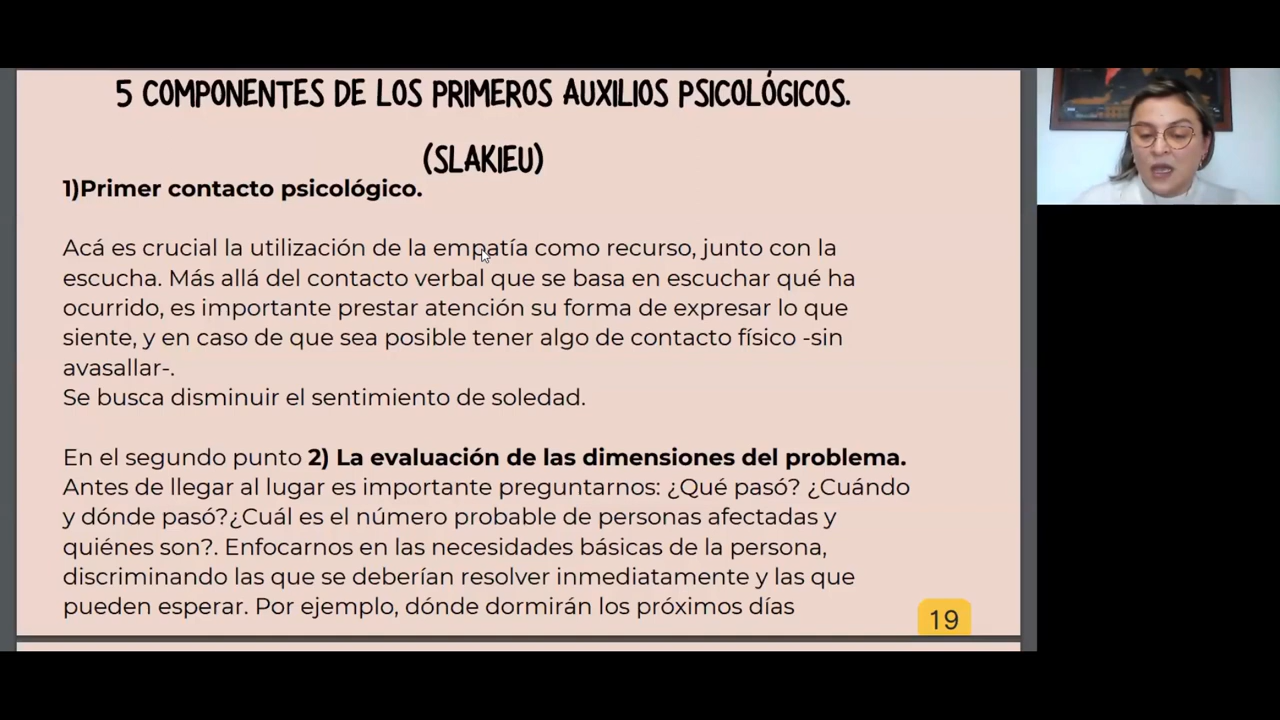 5 COMPONENTES DE LOS PRIMEROS AUXILIOS PSICOLÓGICOS.
(SLAKIEU)
1)Primer contacto psicológico.
Acá es crucial la utilización de la empatía como recurso, junto con la
escucha. Más allá del contacto verbal que se basa en escuchar qué ha
ocurrido, es importante prestar atención su forma de expresar lo que
siente, y en caso de que sea posible tener algo de contacto físico -sin
avasallar-.
Se busca disminuir el sentimiento de soledad.
En el segundo punto 2) La evaluación de las dimensiones del problema.
Antes de llegar al lugar es importante preguntarnos: ¿Qué pasó? ¿Cuándo
y dónde pasó?¿Cuál es el número probable de personas afectadas y
quiénes son?. Enfocarnos en las necesidades básicas de la persona,
discriminando las que se deberían resolver inmediatamente y las que
pueden esperar. Por ejemplo, dónde dormirán los próximos días
19